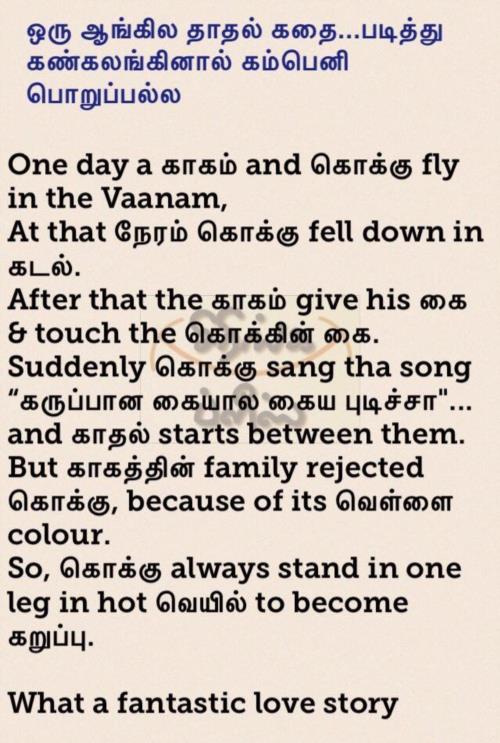 ஒரு ஆங்கில தாதல் கதை...படித்து
கண்கலங்கினால் கம்பெனி
பொறுப்பல்ல
One day a காகம் and கொக்கு fly
in the Vaanam,
At that நேரம் கொக்கு fell down in
கடல்.
After that the காகம் give his கை
& touch the கொக்கின் கை.
Suddenly கொக்கு sang tha song
“கருப்பான கையால கைய புடிச்சா"...
and காதல் starts between them.
But காகத்தின் family rejected
கொக்கு, because of its வெள்ளை
colour.
So, கொக்கு always stand in one
leg in hot வெயில் to become
கறுப்பு.
What a fantastic love story